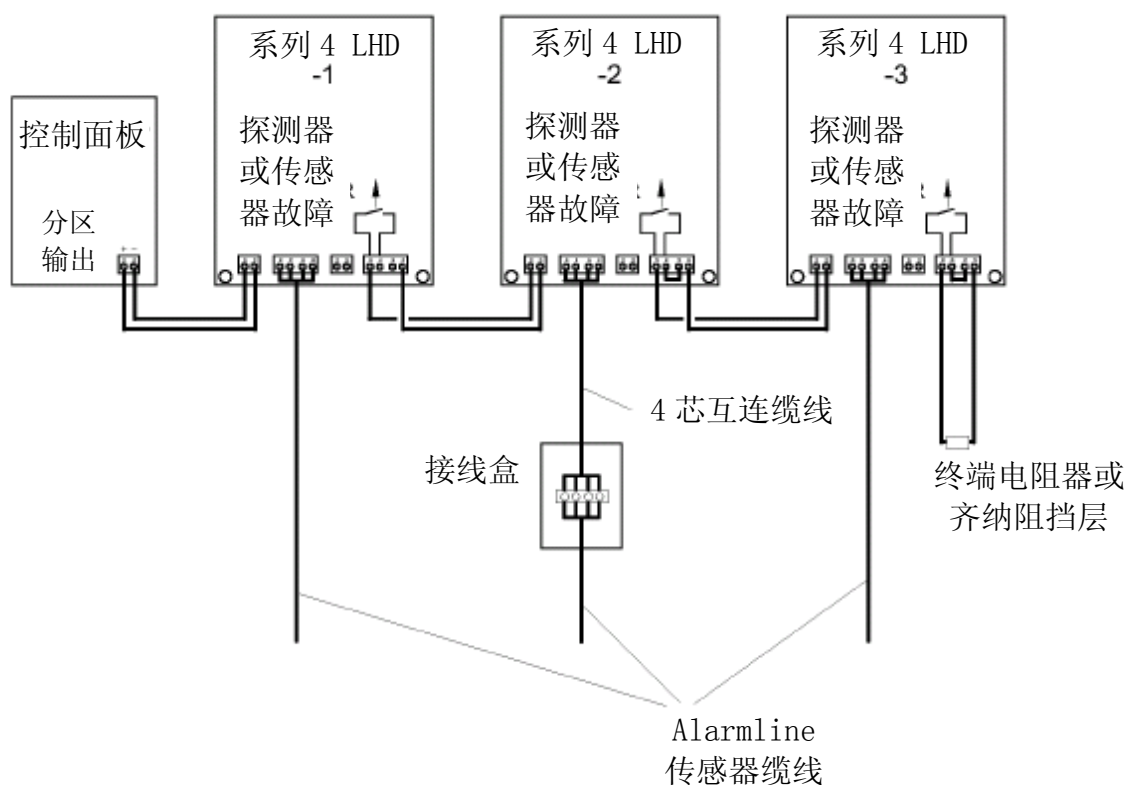 系列 4 LHD
-1
系列 4 LHD
-2
系列 4 LHD
-3
控制面板
分区
输出
探测器
或传感
器故障
探测器
或传感
器故障
探测器
或传感
器故障
4 芯互连缆线
接线盒
终端电阻器或
齐纳阻挡层
Alarmline
传感器缆线